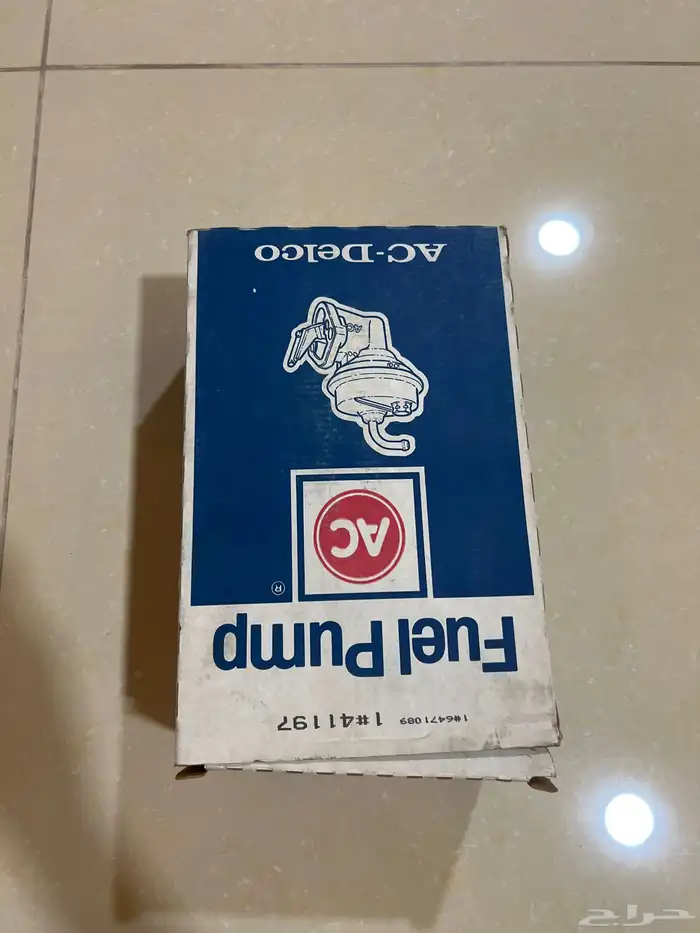 1#6471089 1#41197
Fuel Pump
®
AC
AC-Delco
حراج